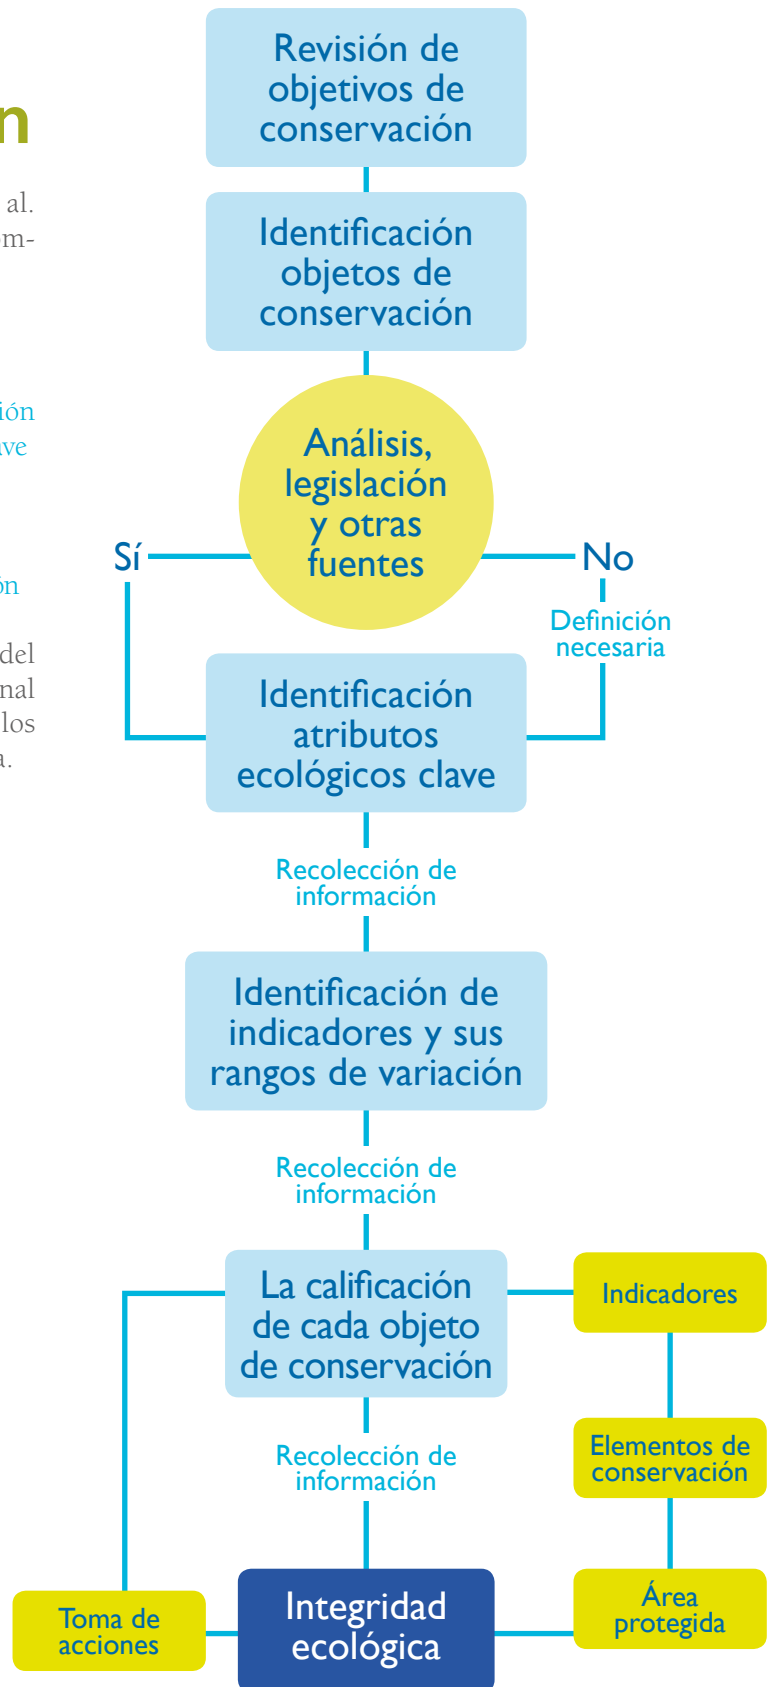 n
al.
om-
ión
ve
ón
del
nal
los
a.
Revisión de
objetivos de
conservación
Identificación
objetos de
conservación
Análisis,
legislación
y otras
fuentes
Sí
No
Definición
necesaria
Identificación
atributos
ecológicos clave
Recolección de
información
Identificación de
indicadores y sus
rangos de variación
Recolección de
información
La calificación
de cada objeto
de conservación
Indicadores
Elementos de
conservación
Recolección de
información
Área
protegida
Integridad
ecológica
Toma de
acciones